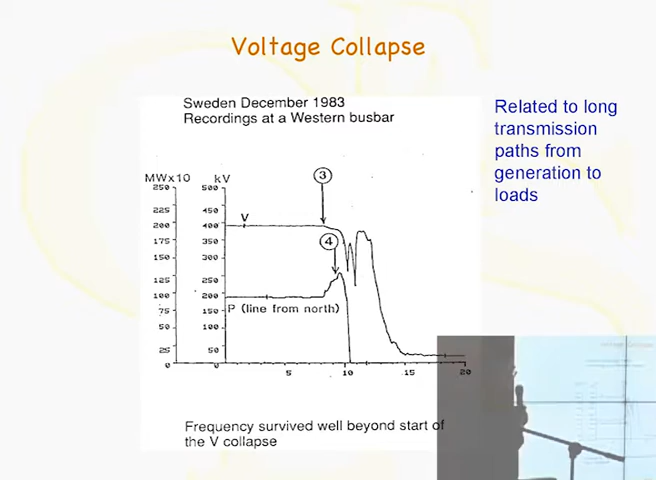 Voltage Collapse
Sweden December 1983
Recordings at a Western busbar
Related to long
transmission
paths from
generation to
loads
MWx10
kV
250
225
200
175
150
125
100
75
50
25
0
500
450
400
350
300
250
200
150
100
50
0
V
3
4
P (line from north)
5
10
15
20
Frequency survived well beyond start of
the V collapse